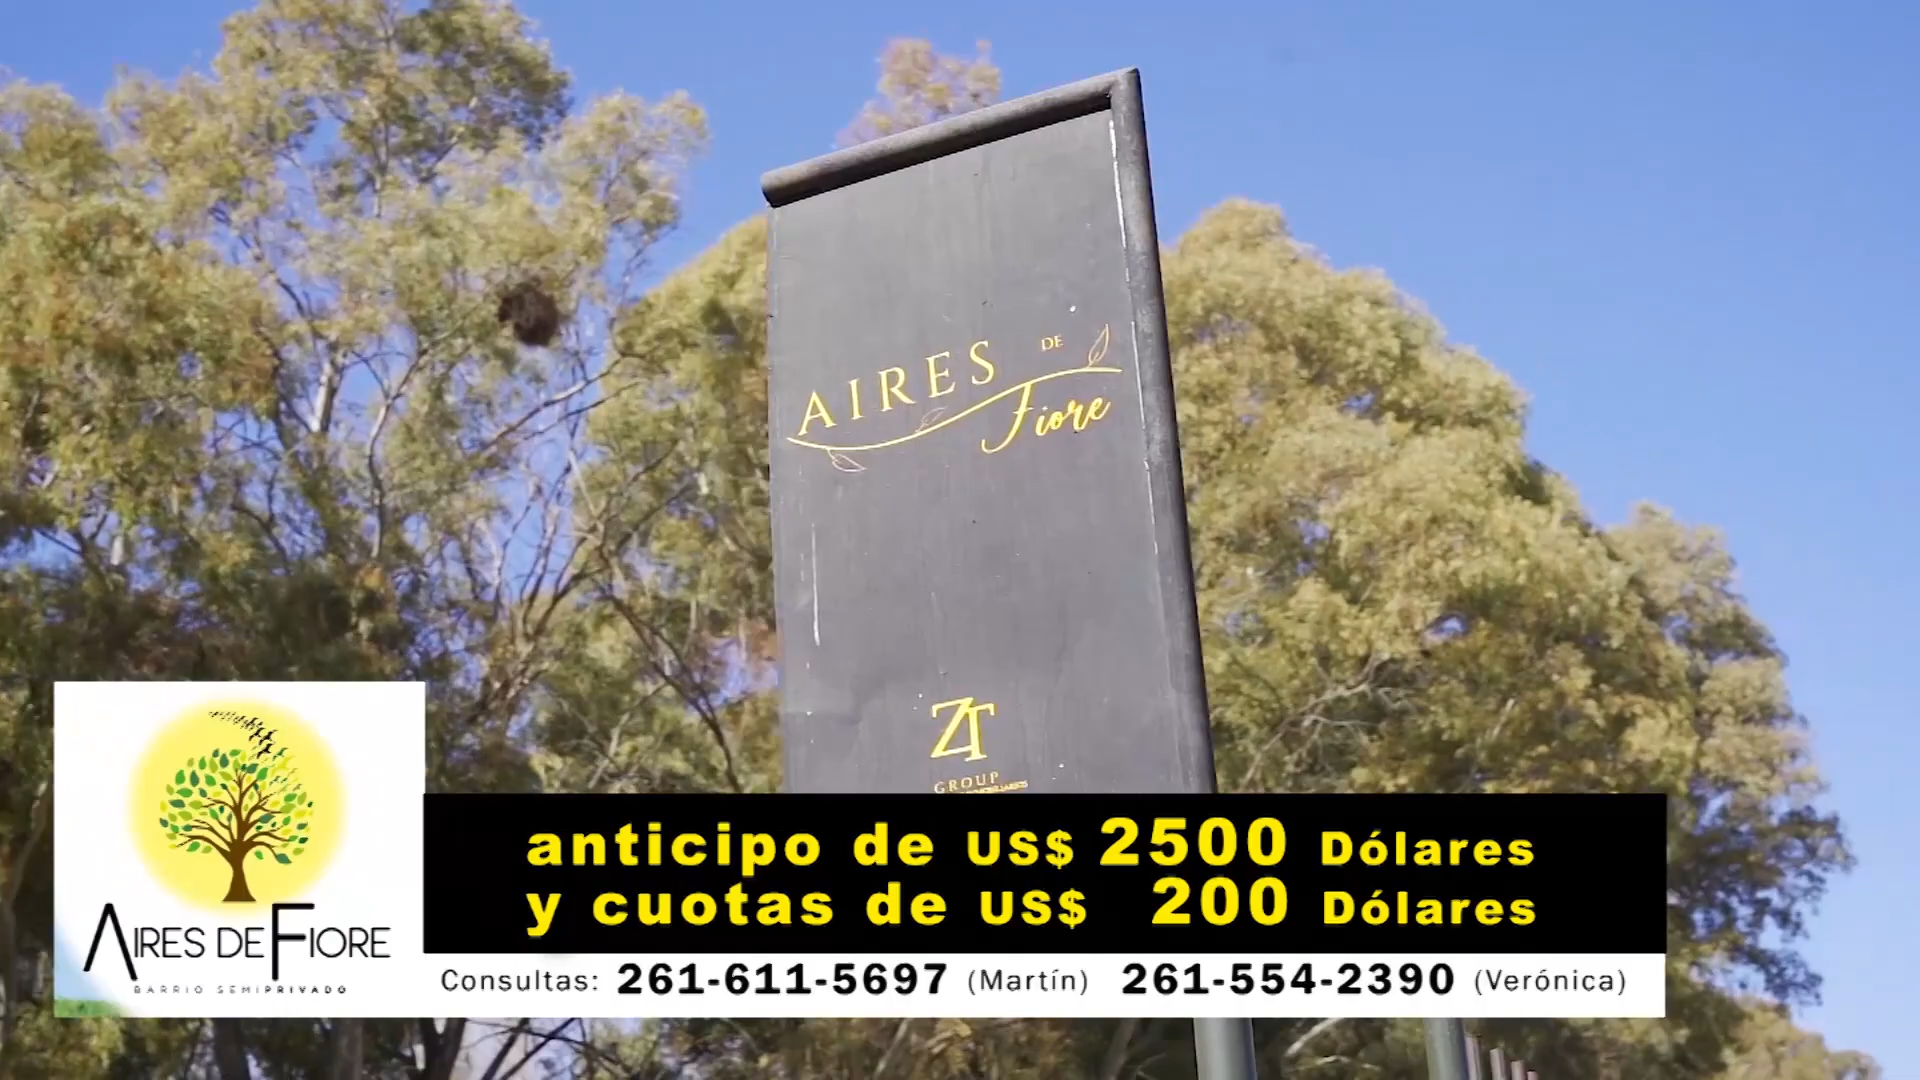 AIRES DE
Fiore
ZT
GROUP
AIRES DE FIORE
BARRIO SEMIPRIVADO
anticipo de US$ 2500 Dólares
y cuotas de US$ 200 Dólares
Consultas: 261-611-5697 (Martín) 261-554-2390 (Verónica)